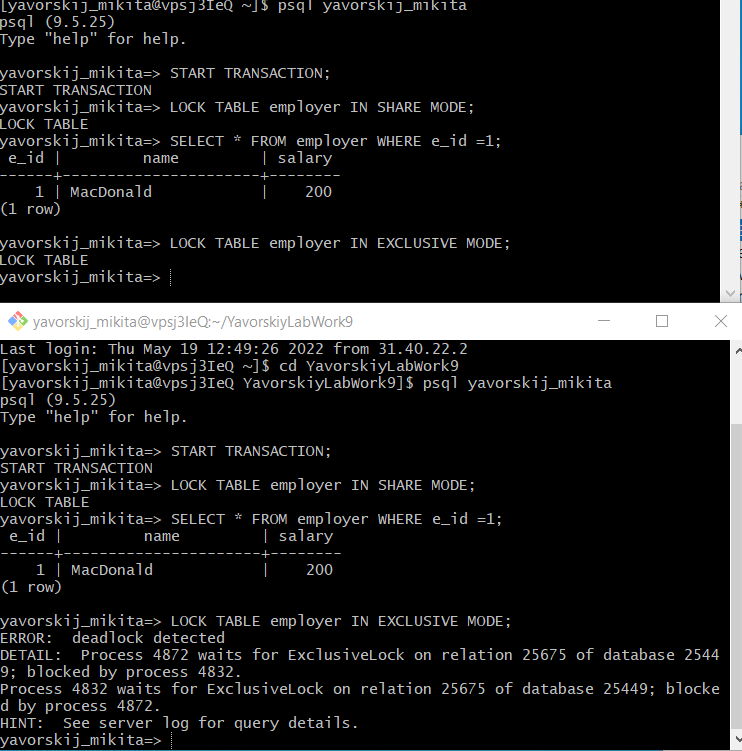 [yavorskij_mikita@vpsj3IeQ ~]$ psql yavorskij_mikita
psql (9.5.25)
Type "help" for help.
yavorskij_mikita=> START TRANSACTION;
START TRANSACTION
yavorskij_mikita=> LOCK TABLE employer IN SHARE MODE;
LOCK TABLE
yavorskij_mikita=> SELECT * FROM employer WHERE e_id =1;
 e_id |         name         | salary
------+----------------------+--------
    1 | MacDonald            |    200
(1 row)
yavorskij_mikita=> LOCK TABLE employer IN EXCLUSIVE MODE;
LOCK TABLE
yavorskij_mikita=>
yavorskij_mikita@vpsj3IeQ:~/YavorskiyLabWork9
Last login: Thu May 19 12:49:26 2022 from 31.40.22.2
[yavorskij_mikita@vpsj3IeQ ~]$ cd YavorskiyLabWork9
[yavorskij_mikita@vpsj3IeQ YavorskiyLabWork9]$ psql yavorskij_mikita
psql (9.5.25)
Type "help" for help.
yavorskij_mikita=> START TRANSACTION;
START TRANSACTION
yavorskij_mikita=> LOCK TABLE employer IN SHARE MODE;
LOCK TABLE
yavorskij_mikita=> SELECT * FROM employer WHERE e_id =1;
 e_id |         name         | salary
------+----------------------+--------
    1 | MacDonald            |    200
(1 row)
yavorskij_mikita=> LOCK TABLE employer IN EXCLUSIVE MODE;
ERROR:  deadlock detected
DETAIL:  Process 4872 waits for ExclusiveLock on relation 25675 of database 2544
9; blocked by process 4832.
Process 4832 waits for ExclusiveLock on relation 25675 of database 25449; blocke
d by process 4872.
HINT:  See server log for query details.
yavorskij_mikita=>